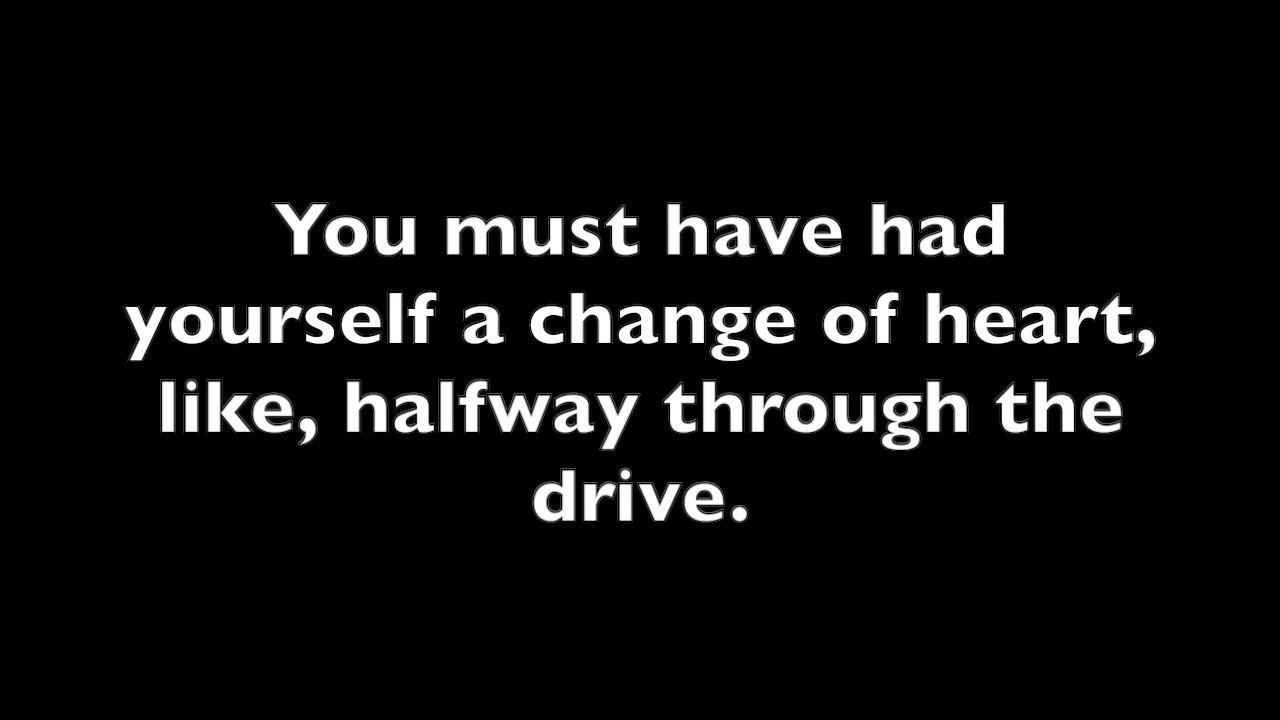 You must have had
yourself a change of heart,
like, halfway through the
drive.